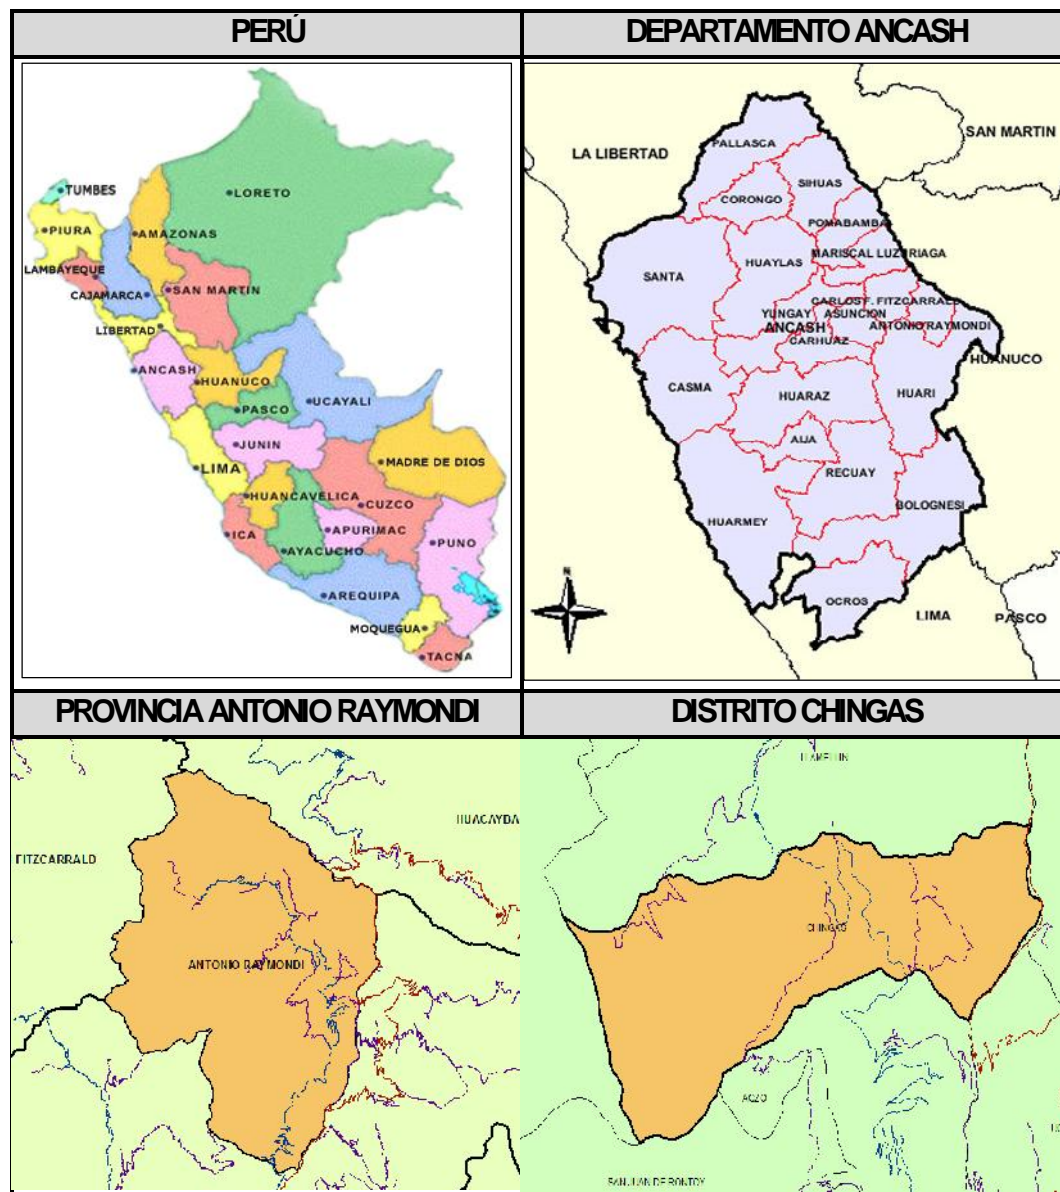 PERÚ
DEPARTAMENTO ANCASH
TUMBES
LORETO
PIURA
AMAZONAS
LAMBAYEQUE
SAN MARTIN
CAJAMARCA
LIBERTAD
ANCASH
HUANUCO
UCAYALI
PASCO
JUNIN
LIMA
MADRE DE DIOS
HUANCAVELICA
CUZCO
ICA
APURIMAC
PUNO
AYACUCHO
AREQUIPA
MOQUEGUA
TACNA
SAN MARTIN
LA LIBERTAD
PALLASCA
SIHUAS
CORONGO
POMABAMBA
MARISCAL LUZURIAGA
HUAYLAS
SANTA
CARLOS F. FITZCARRALD
YUNGAY
ASUNCION
ANCASH
ANTONIO RAYMONDI
CARHUAZ
HUANUCO
CASMA
HUARAZ
HUARI
AIJA
RECUAY
BOLOGNESI
HUARMEY
N
OCROS
LIMA
PASCO
PROVINCIA ANTONIO RAYMONDI
DISTRITO CHINGAS
HUACAYBA
FITZCARRALD
ANTONIO RAYMONDI
LLAMELLIN
CHINGAS
ACZO
SAN JUAN DE RONTOY